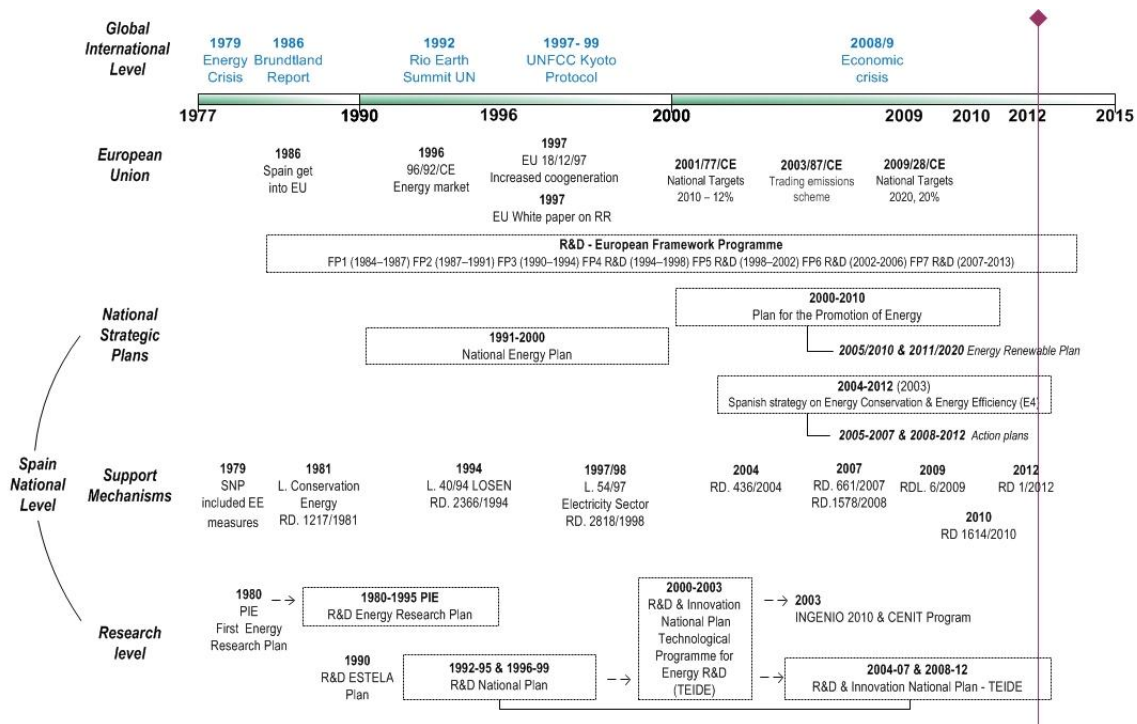 Global
International
Level
1979
Energy
Crisis
1986
Brundtland
Report
1992
Rio Earth
Summit UN
1997- 99
UNFCC Kyoto
Protocol
2008/9
Economic
crisis
1977
1990
1996
2000
2009
2010
2012
2015
European
Union
1986
Spain get
into EU
1996
96/92/CE
Energy market
1997
EU 18/12/97
Increased coogeneration
1997
EU White paper on RR
2001/77/CE
National Targets
2010 – 12%
2003/87/CE
Trading emissions
scheme
2009/28/CE
National Targets
2020, 20%
R&D - European Framework Programme
FP1 (1984–1987) FP2 (1987–1991) FP3 (1990–1994) FP4 R&D (1994–1998) FP5 R&D (1998–2002) FP6 R&D (2002-2006) FP7 R&D (2007-2013)
Spain
National
Level
National
Strategic
Plans
1991-2000
National Energy Plan
2000-2010
Plan for the Promotion of Energy
2005/2010 & 2011/2020 Energy Renewable Plan
2004-2012 (2003)
Spanish strategy on Energy Conservation & Energy Efficiency (E4)
2005-2007 & 2008-2012 Action plans
Support
Mechanisms
1979
SNP
included EE
measures
1981
L. Conservation
Energy
RD. 1217/1981
1994
L. 40/94 LOSEN
RD. 2366/1994
1997/98
L. 54/97
Electricity Sector
RD. 2818/1998
2004
RD. 436/2004
2007
RD. 661/2007
RD.1578/2008
2009
RDL. 6/2009
2010
RD 1614/2010
2012
RD 1/2012
Research
level
1980
PIE
First Energy
Research Plan
1980-1995 PIE
R&D Energy Research Plan
1990
R&D ESTELA
Plan
1992-95 & 1996-99
R&D National Plan
2000-2003
R&D & Innovation
National Plan
Technological
Programme for
Energy R&D
(TEIDE)
2003
INGENIO 2010 & CENIT Program
2004-07 & 2008-12
R&D & Innovation National Plan - TEIDE